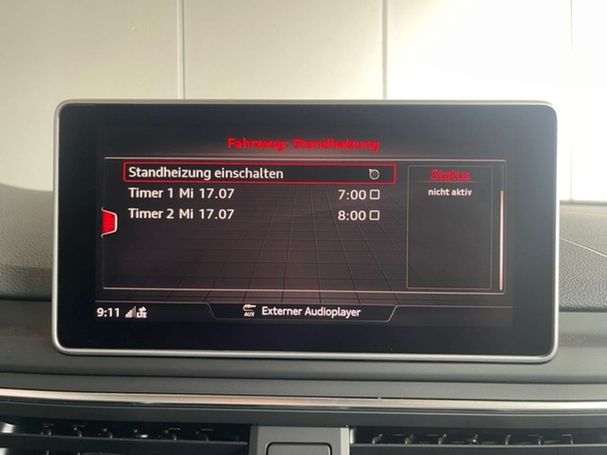 Fahrzeug: Standheizung
Standheizung einschalten
Timer 1 Mi 17.07 7:00
Timer 2 Mi 17.07 8:00
Status
nicht aktiv
9:11 LTE
AUX Externer Audioplayer